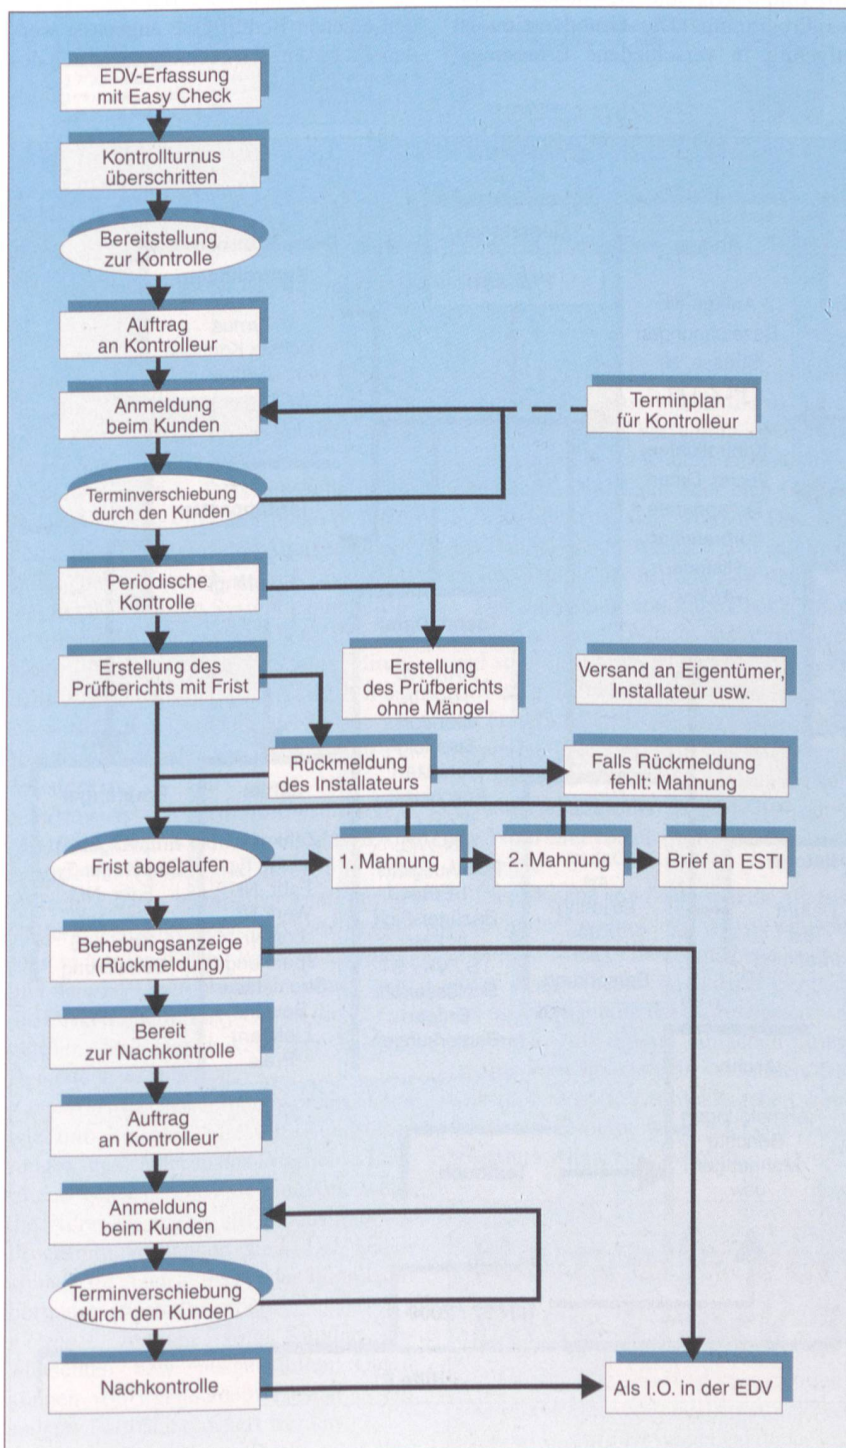 EDV-Erfassung
mit Easy Check
Kontrollturnus
überschritten
Bereitstellung
zur Kontrolle
Auftrag
an Kontrolleur
Anmeldung
beim Kunden
Terminplan
für Kontrolleur
Terminverschiebung
durch den Kunden
Periodische
Kontrolle
Erstellung des
Prüfberichts mit Frist
Erstellung
des Prüfberichts
ohne Mängel
Versand an Eigentümer,
Installateur usw.
Rückmeldung
des Installateurs
Falls Rückmeldung
fehlt: Mahnung
Frist abgelaufen
1. Mahnung
2. Mahnung
Brief an ESTI
Behebungsanzeige
(Rückmeldung)
Bereit
zur Nachkontrolle
Auftrag
an Kontrolleur
Anmeldung
beim Kunden
Terminverschiebung
durch den Kunden
Nachkontrolle
Als I.O. in der EDV